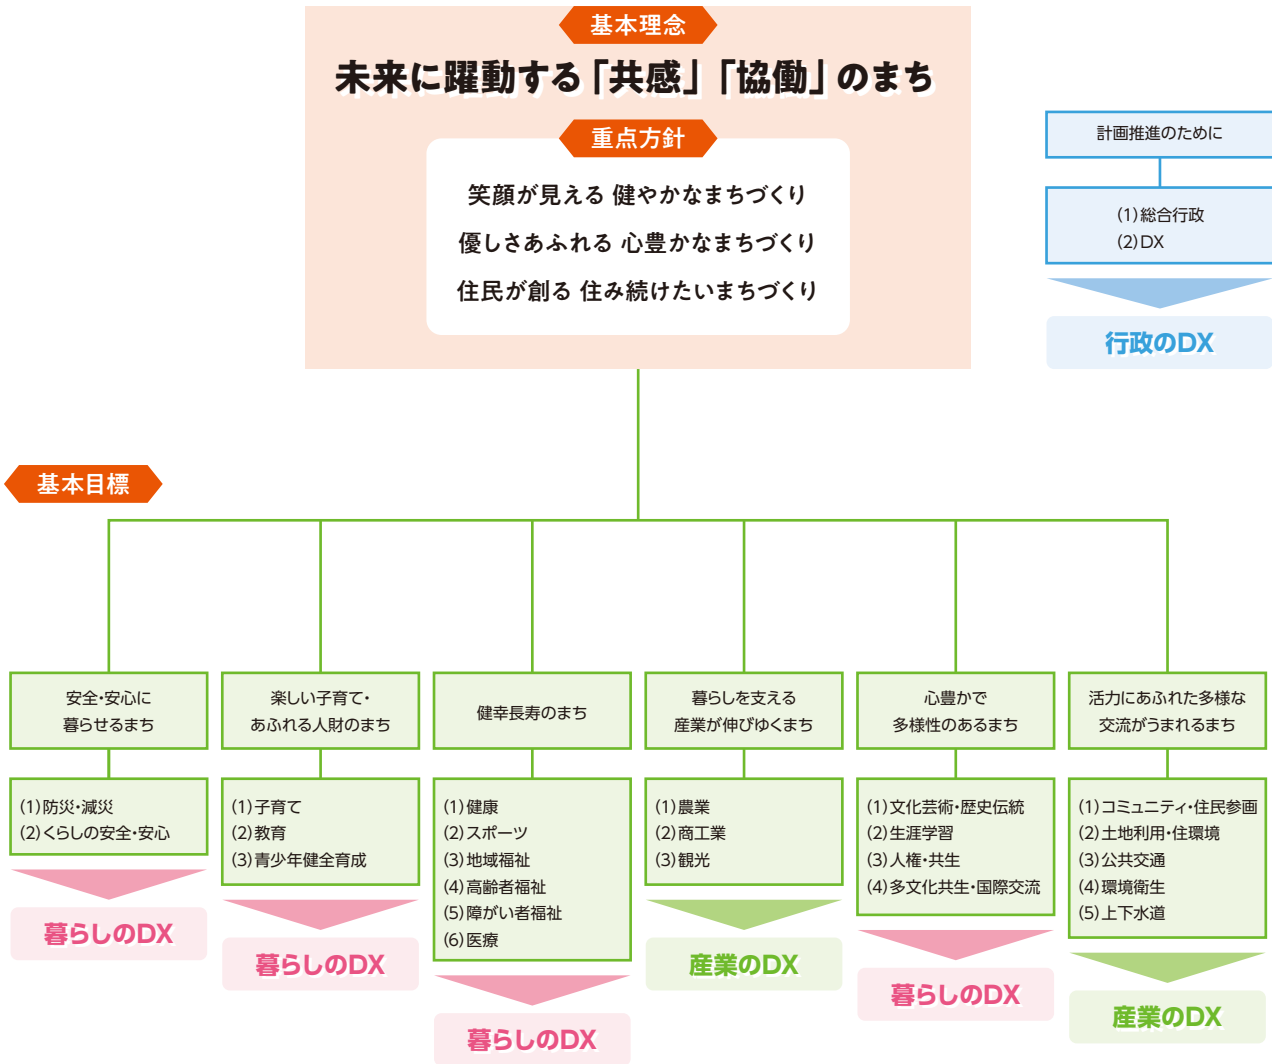 基本理念
未来に躍動する「共感」「協働」のまち
重点方針
笑顔が見える 健やかなまちづくり
優しさあふれる 心豊かなまちづくり
住民が創る 住み続けたいまちづくり
計画推進のために
(1)総合行政
(2)DX
行政のDX
基本目標
安全・安心に
暮らせるまち
(1)防災・減災
(2)くらしの安全・安心
暮らしのDX
楽しい子育て・
あふれる人財のまち
(1)子育て
(2)教育
(3)青少年健全育成
暮らしのDX
健幸長寿のまち
(1)健康
(2)スポーツ
(3)地域福祉
(4)高齢者福祉
(5)障がい者福祉
(6)医療
暮らしのDX
暮らしを支える
産業が伸びゆくまち
(1)農業
(2)商工業
(3)観光
産業のDX
心豊かで
多様性のあるまち
(1)文化芸術・歴史伝統
(2)生涯学習
(3)人権・共生
(4)多文化共生・国際交流
暮らしのDX
活力にあふれた多様な
交流がうまれるまち
(1)コミュニティ・住民参画
(2)土地利用・住環境
(3)公共交通
(4)環境衛生
(5)上下水道
産業のDX